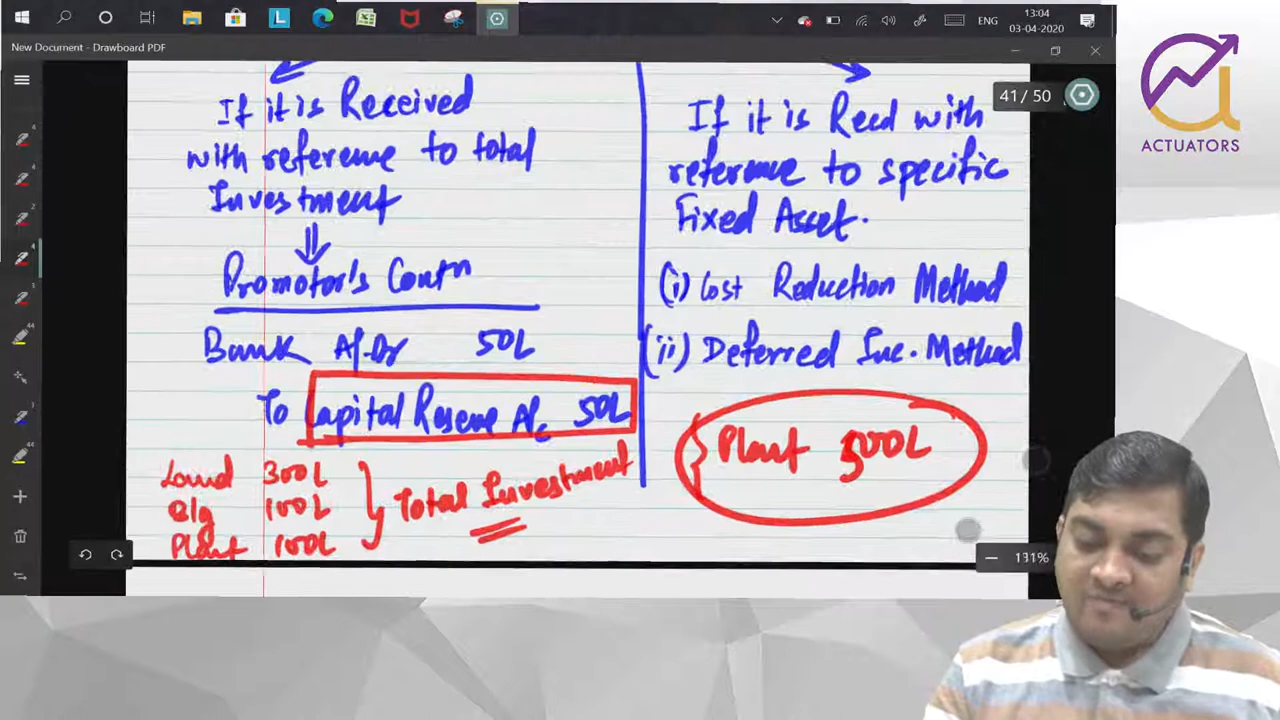 13:04
ENG
03-04-2020
New Document - Drawboard PDF
41 / 50
ACTUATORS
If it is Received
with reference to total
Investment
Promotor's Contn
Bank A/c Dr 50L
To Capital Reserve A/c 50L
Land 300L
Blg 100L
Plant 100L
Total Investment
If it is Recd with
reference to specific
Fixed Asset.
(i) Cost Reduction Method
(ii) Deferred Inc. Method
Plant 500L
131%